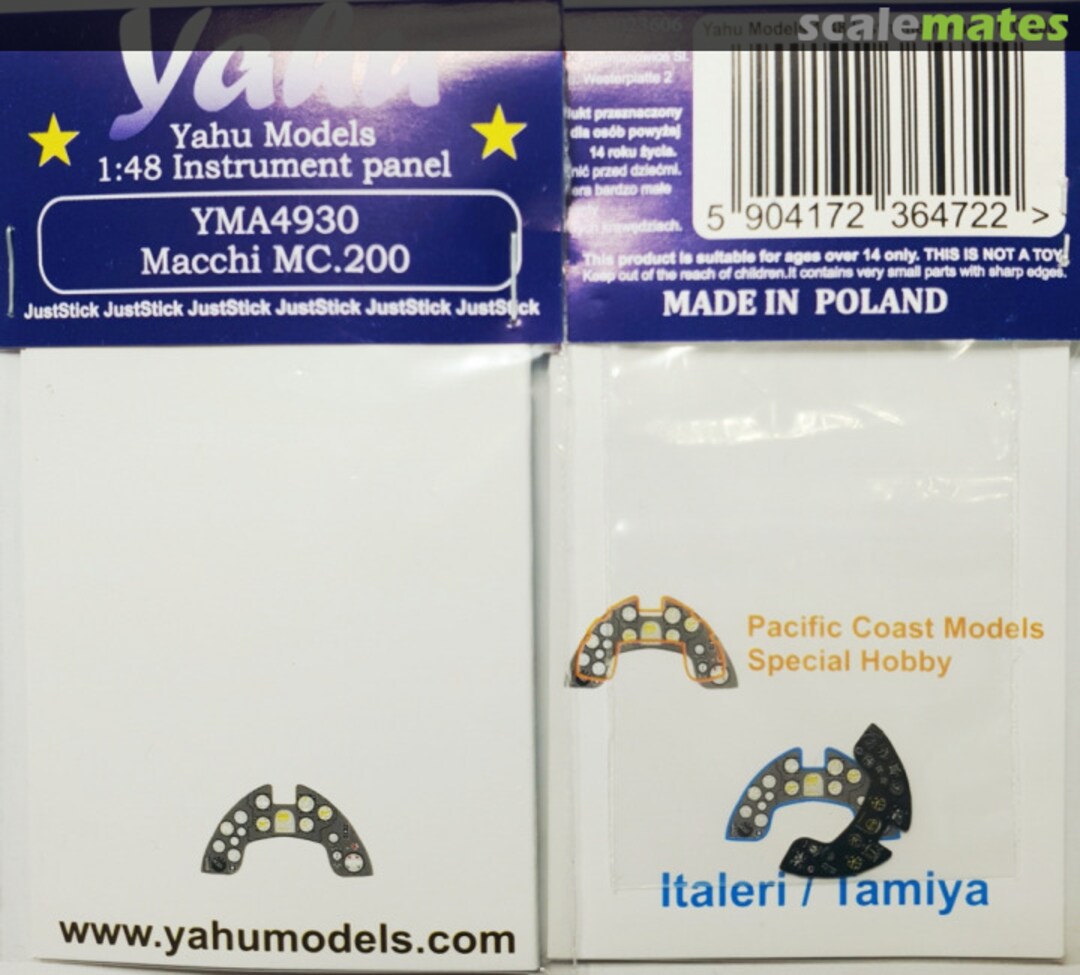 scalemates
Yahu
Yahu Models
1:48 Instrument panel
YMA4930
Macchi MC.200
JustStick JustStick JustStick JustStick JustStick JustStick
www.yahumodels.com
Yahu Models
Westerplatte 2
przeznaczony
dla osób powyżej
14 roku życia.
przed dziećmi.
bardzo małe
5 904172 364722 >
This product is suitable for ages over 14 only. THIS IS NOT A TOY
Keep out of the reach of children.It contains very small parts with sharp edges.
MADE IN POLAND
Pacific Coast Models
Special Hobby
Italeri / Tamiya